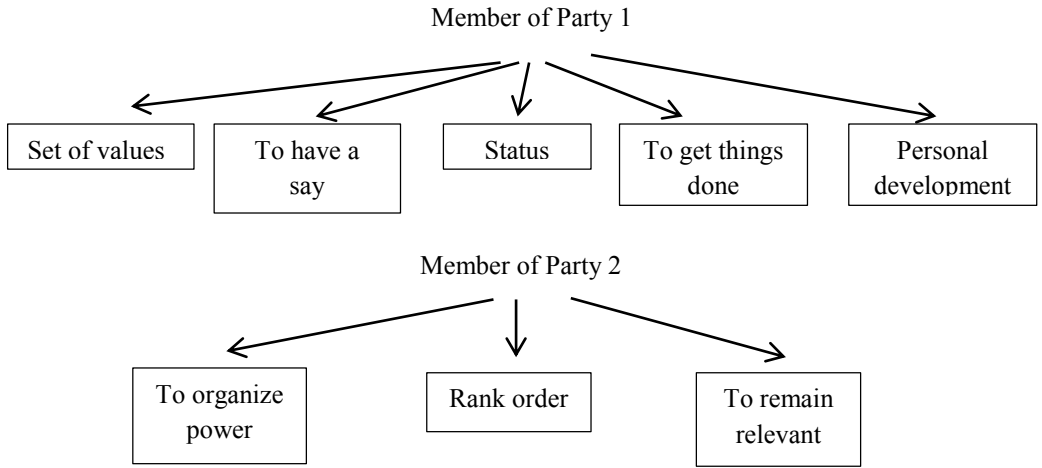 Member of Party 1
Set of values
To have a
say
Status
To get things
done
Personal
development
Member of Party 2
To organize
power
Rank order
To remain
relevant